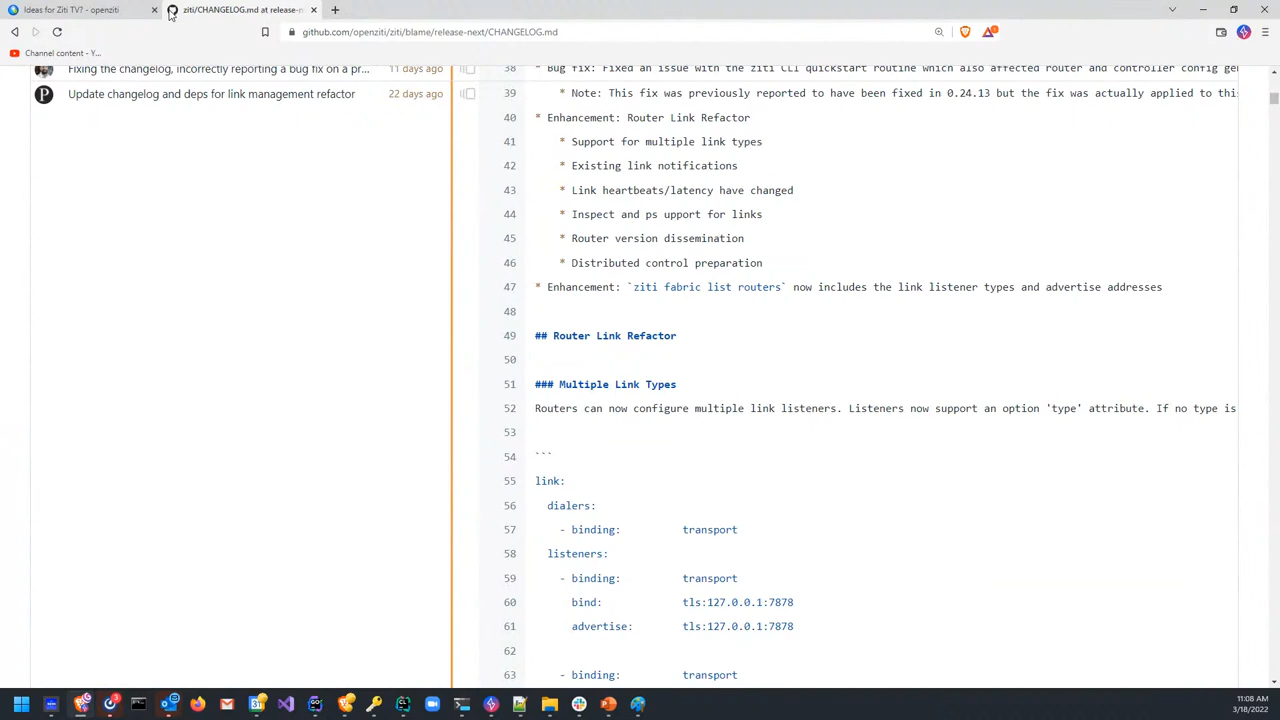 Ideas for Ziti TV? - openziti
ziti/CHANGELOG.md at release-n
github.com/openziti/ziti/blame/release-next/CHANGELOG.md
Channel content - Y...
Fixing the changelog, incorrectly reporting a bug fix on a pr... 11 days ago
38 * Bug fix: Fixed an issue with the ziti CLI quickstart routine which also affected router and controller config ge
39 * Note: This fix was previously reported to have been fixed in 0.24.13 but the fix was actually applied to thi
Update changelog and deps for link management refactor 22 days ago
40 * Enhancement: Router Link Refactor
41 * Support for multiple link types
42 * Existing link notifications
43 * Link heartbeats/latency have changed
44 * Inspect and ps upport for links
45 * Router version dissemination
46 * Distributed control preparation
47 * Enhancement: `ziti fabric list routers` now includes the link listener types and advertise addresses
48
49 ## Router Link Refactor
50
51 ### Multiple Link Types
52 Routers can now configure multiple link listeners. Listeners now support an option 'type' attribute. If no type is
53
54 ```
55 link:
56 dialers:
57 - binding: transport
58 listeners:
59 - binding: transport
60 bind: tls:127.0.0.1:7878
61 advertise: tls:127.0.0.1:7878
62
63 - binding: transport
11:08 AM
3/18/2022